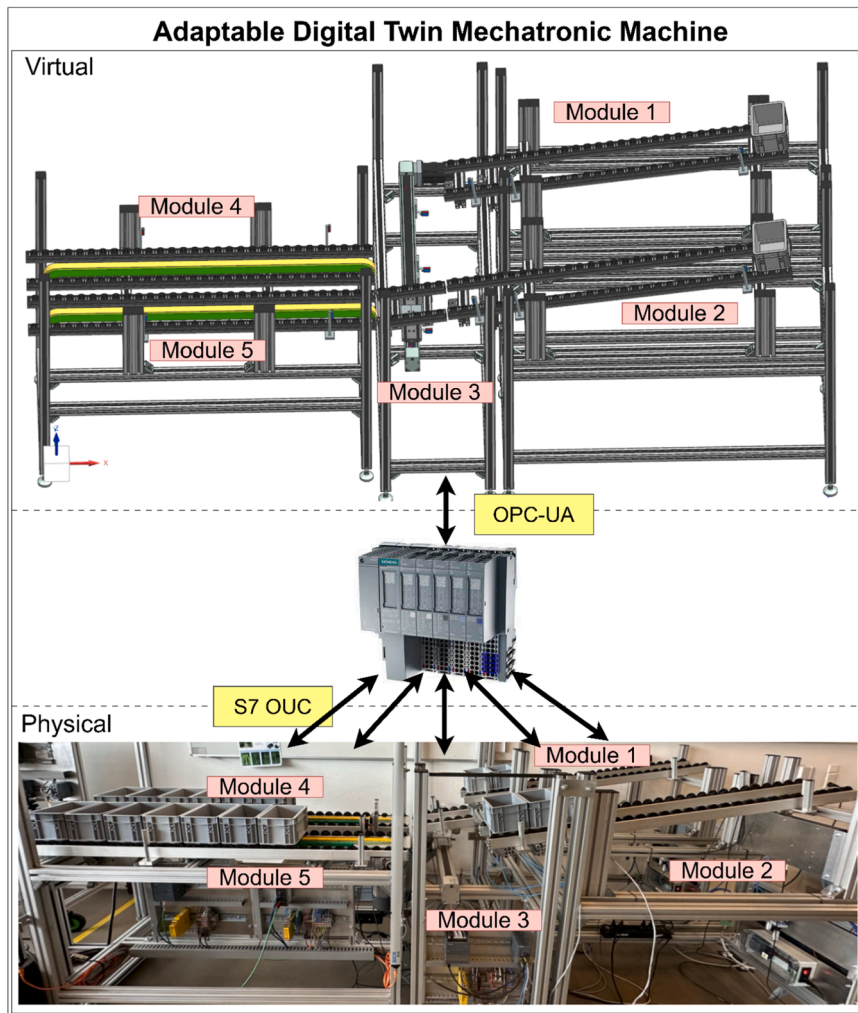 Adaptable Digital Twin Mechatronic Machine
Virtual
Module 1
Module 4
Module 2
Module 5
Module 3
Z
X
OPC-UA
SIEMENS
S7 OUC
Physical
Module 1
Module 4
Module 2
Module 5
Module 3